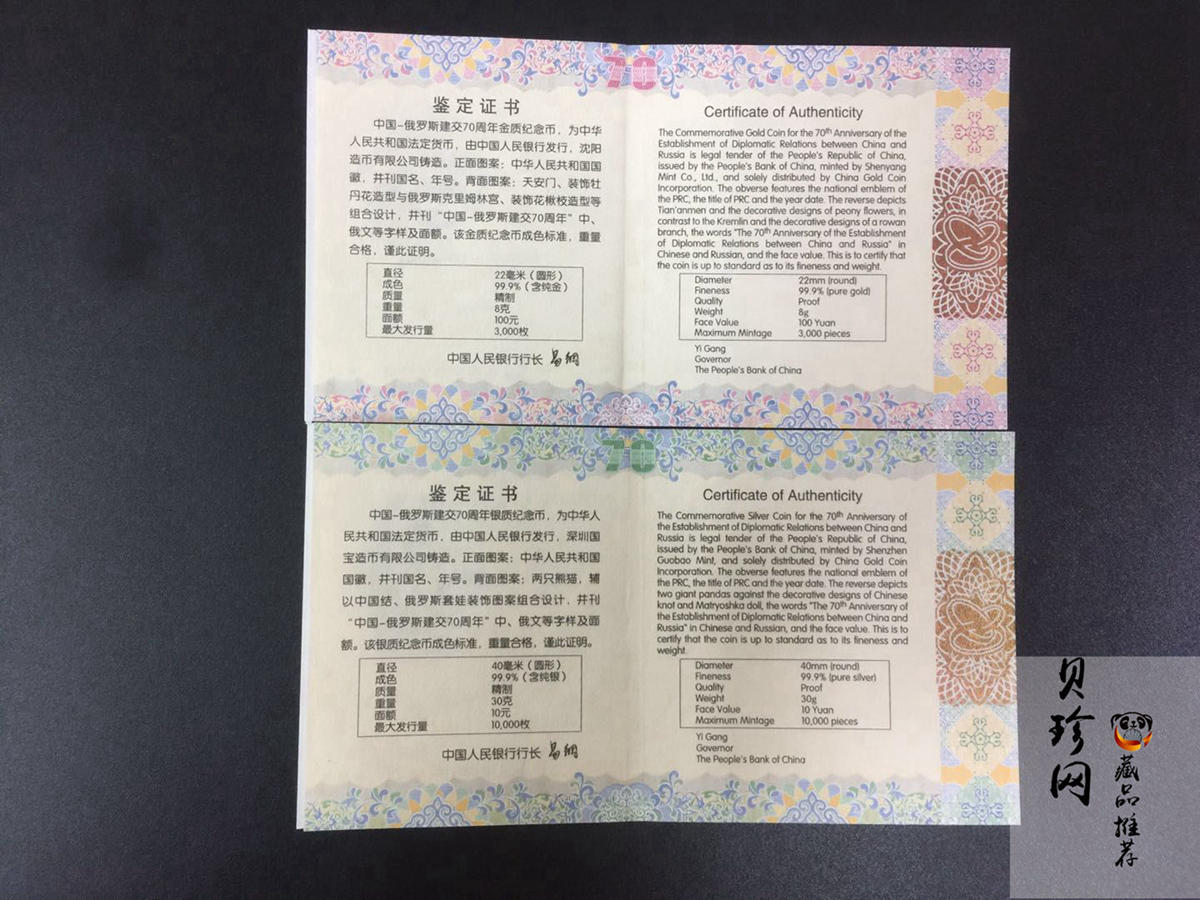 70
鉴定证书
中国-俄罗斯建交70周年金质纪念币，为中华
人民共和国法定货币，由中国人民银行发行，沈阳
造币有限公司铸造。正面图案：中华人民共和国国
徽，并刊国名、年号。背面图案：天安门、装饰牡
丹花造型与俄罗斯克里姆林宫、装饰花楸枝造型等
组合设计，并刊“中国-俄罗斯建交70周年”中、
俄文等字样及面额。该金质纪念币成色标准，重量
合格，谨此证明。
直径 22毫米（圆形）
成色 99.9%（含纯金）
质量 精制
重量 8克
面额 100元
最大发行量 3,000枚
中国人民银行行长 易纲
Certificate of Authenticity
The Commemorative Gold Coin for the 70th Anniversary of the
Establishment of Diplomatic Relations between China and
Russia is legal tender of the People's Republic of China,
issued by the People's Bank of China, minted by Shenyang
Mint Co., Ltd., and solely distributed by China Gold Coin
Incorporation. The obverse features the national emblem of
the PRC, the title of PRC and the year date. The reverse depicts
Tian'anmen and the decorative designs of peony flowers, in
contrast to the Kremlin and the decorative designs of a rowan
branch, the words "The 70th Anniversary of the Establishment
of Diplomatic Relations between China and Russia" in
Chinese and Russian, and the face value. This is to certify that
the coin is up to standard as to its fineness and weight.
Diameter 22mm (round)
Fineness 99.9% (pure gold)
Quality Proof
Weight 8g
Face Value 100 Yuan
Maximum Mintage 3,000 pieces
Yi Gang
Governor
The People's Bank of China
70
鉴定证书
中国-俄罗斯建交70周年银质纪念币，为中华人
民共和国法定货币，由中国人民银行发行，深圳国
宝造币有限公司铸造。正面图案：中华人民共和国
国徽，并刊国名、年号。背面图案：两只熊猫，辅
以中国结、俄罗斯套娃装饰图案组合设计，并刊
“中国-俄罗斯建交70周年”中、俄文等字样及面
额。该银质纪念币成色标准，重量合格，谨此证明。
直径 40毫米（圆形）
成色 99.9%（含纯银）
质量 精制
重量 30克
面额 10元
最大发行量 10,000枚
中国人民银行行长 易纲
Certificate of Authenticity
The Commemorative Silver Coin for the 70th Anniversary of
the Establishment of Diplomatic Relations between China and
Russia is legal tender of the People's Republic of China,
issued by the People's Bank of China, minted by Shenzhen
Guobao Mint, and solely distributed by China Gold Coin
Incorporation. The obverse features the national emblem of
the PRC, the title of PRC and the year date. The reverse depicts
two giant pandas against the decorative designs of Chinese
knot and Matryoshka doll, the words "The 70th Anniversary of
the Establishment of Diplomatic Relations between China and
Russia" in Chinese and Russian, and the face value. This is to
certify that the coin is up to standard as to its fineness and
weight.
Diameter 40mm (round)
Fineness 99.9% (pure silver)
Quality Proof
Weight 30g
Face Value 10 Yuan
Maximum Mintage 10,000 pieces
Yi Gang
Governor
The People's Bank of China
贝珍网
藏品推荐